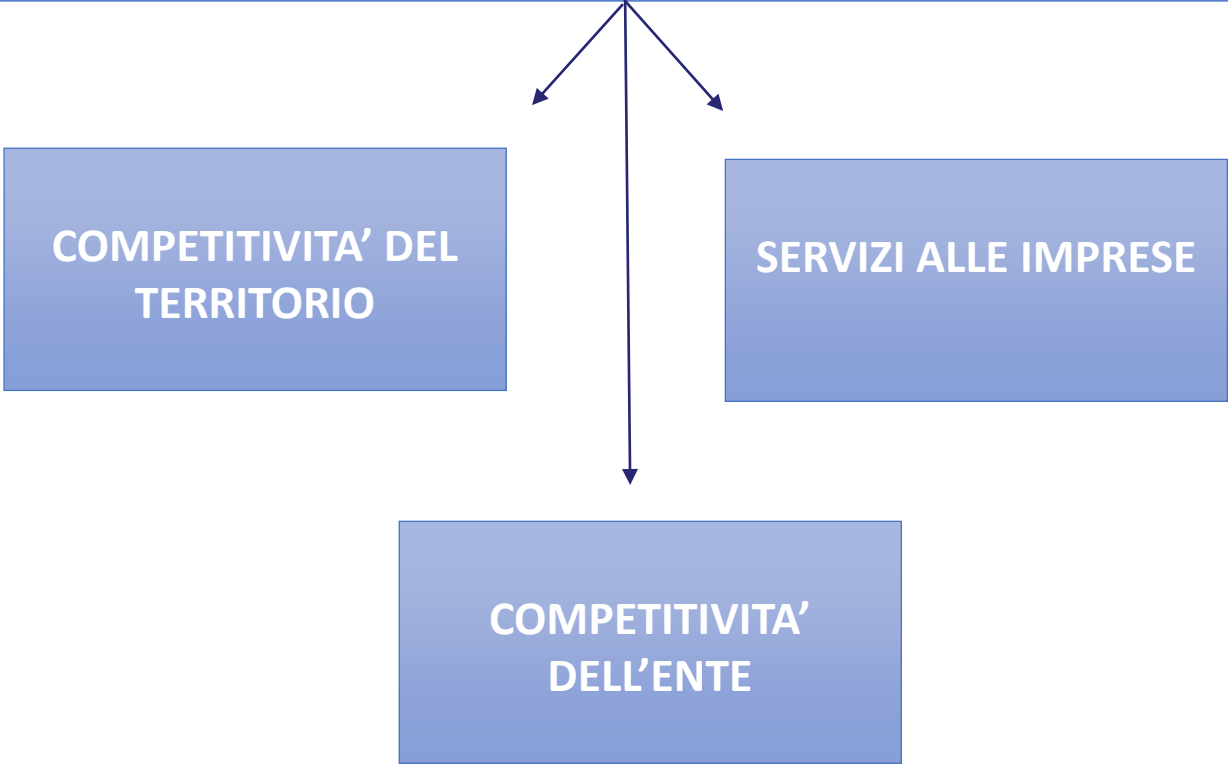 COMPETITIVITA’ DEL
TERRITORIO
SERVIZI ALLE IMPRESE
COMPETITIVITA’
DELL’ENTE